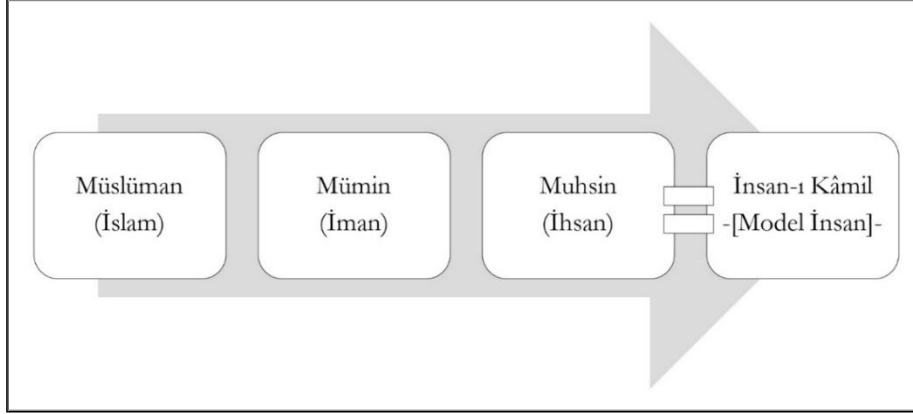 Müslüman
(İslam)
Mümin
(İman)
Muhsin
(İhsan)
İnsan-ı Kâmil
-[Model İnsan]-